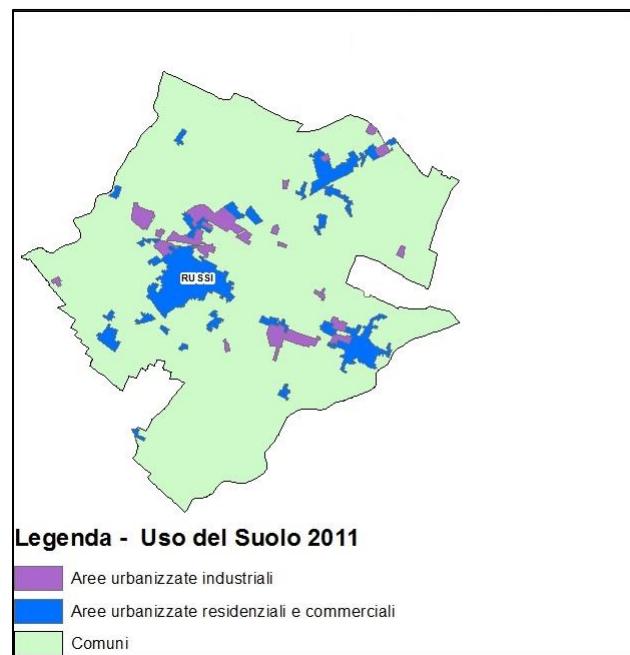 RUSSI
Legenda - Uso del Suolo 2011
Aree urbanizzate industriali
Aree urbanizzate residenziali e commerciali
Comuni